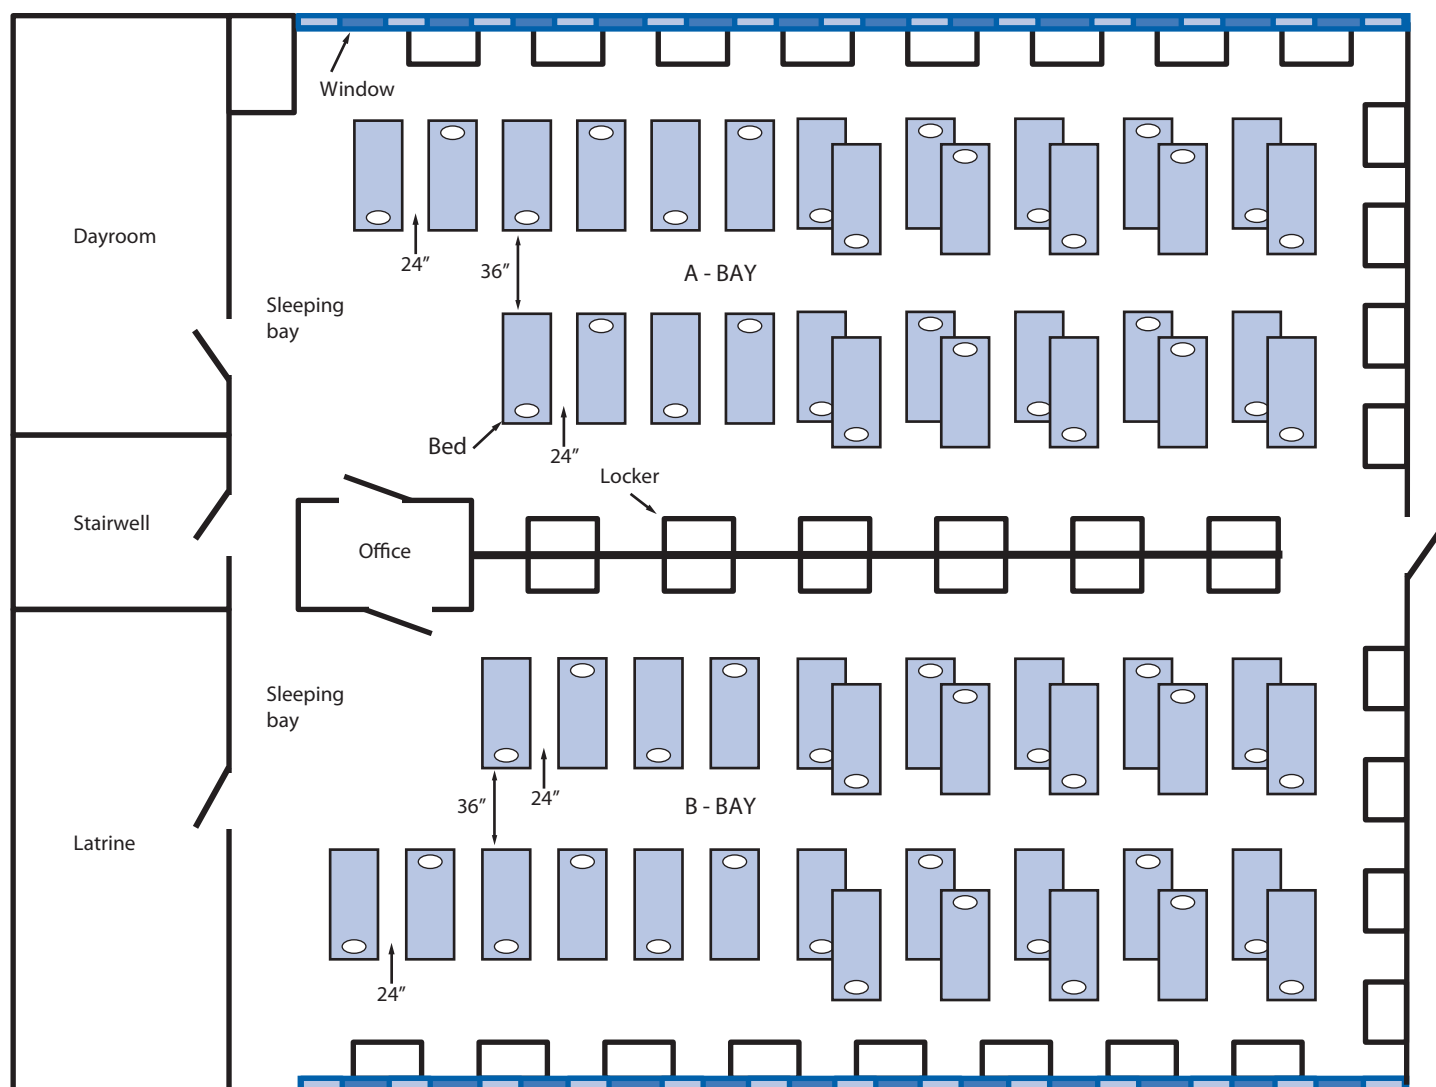 Window
Dayroom
24”
36”
A - BAY
Sleeping
bay
Bed
24”
Locker
Stairwell
Office
Sleeping
bay
36”
24”
B - BAY
Latrine
24”